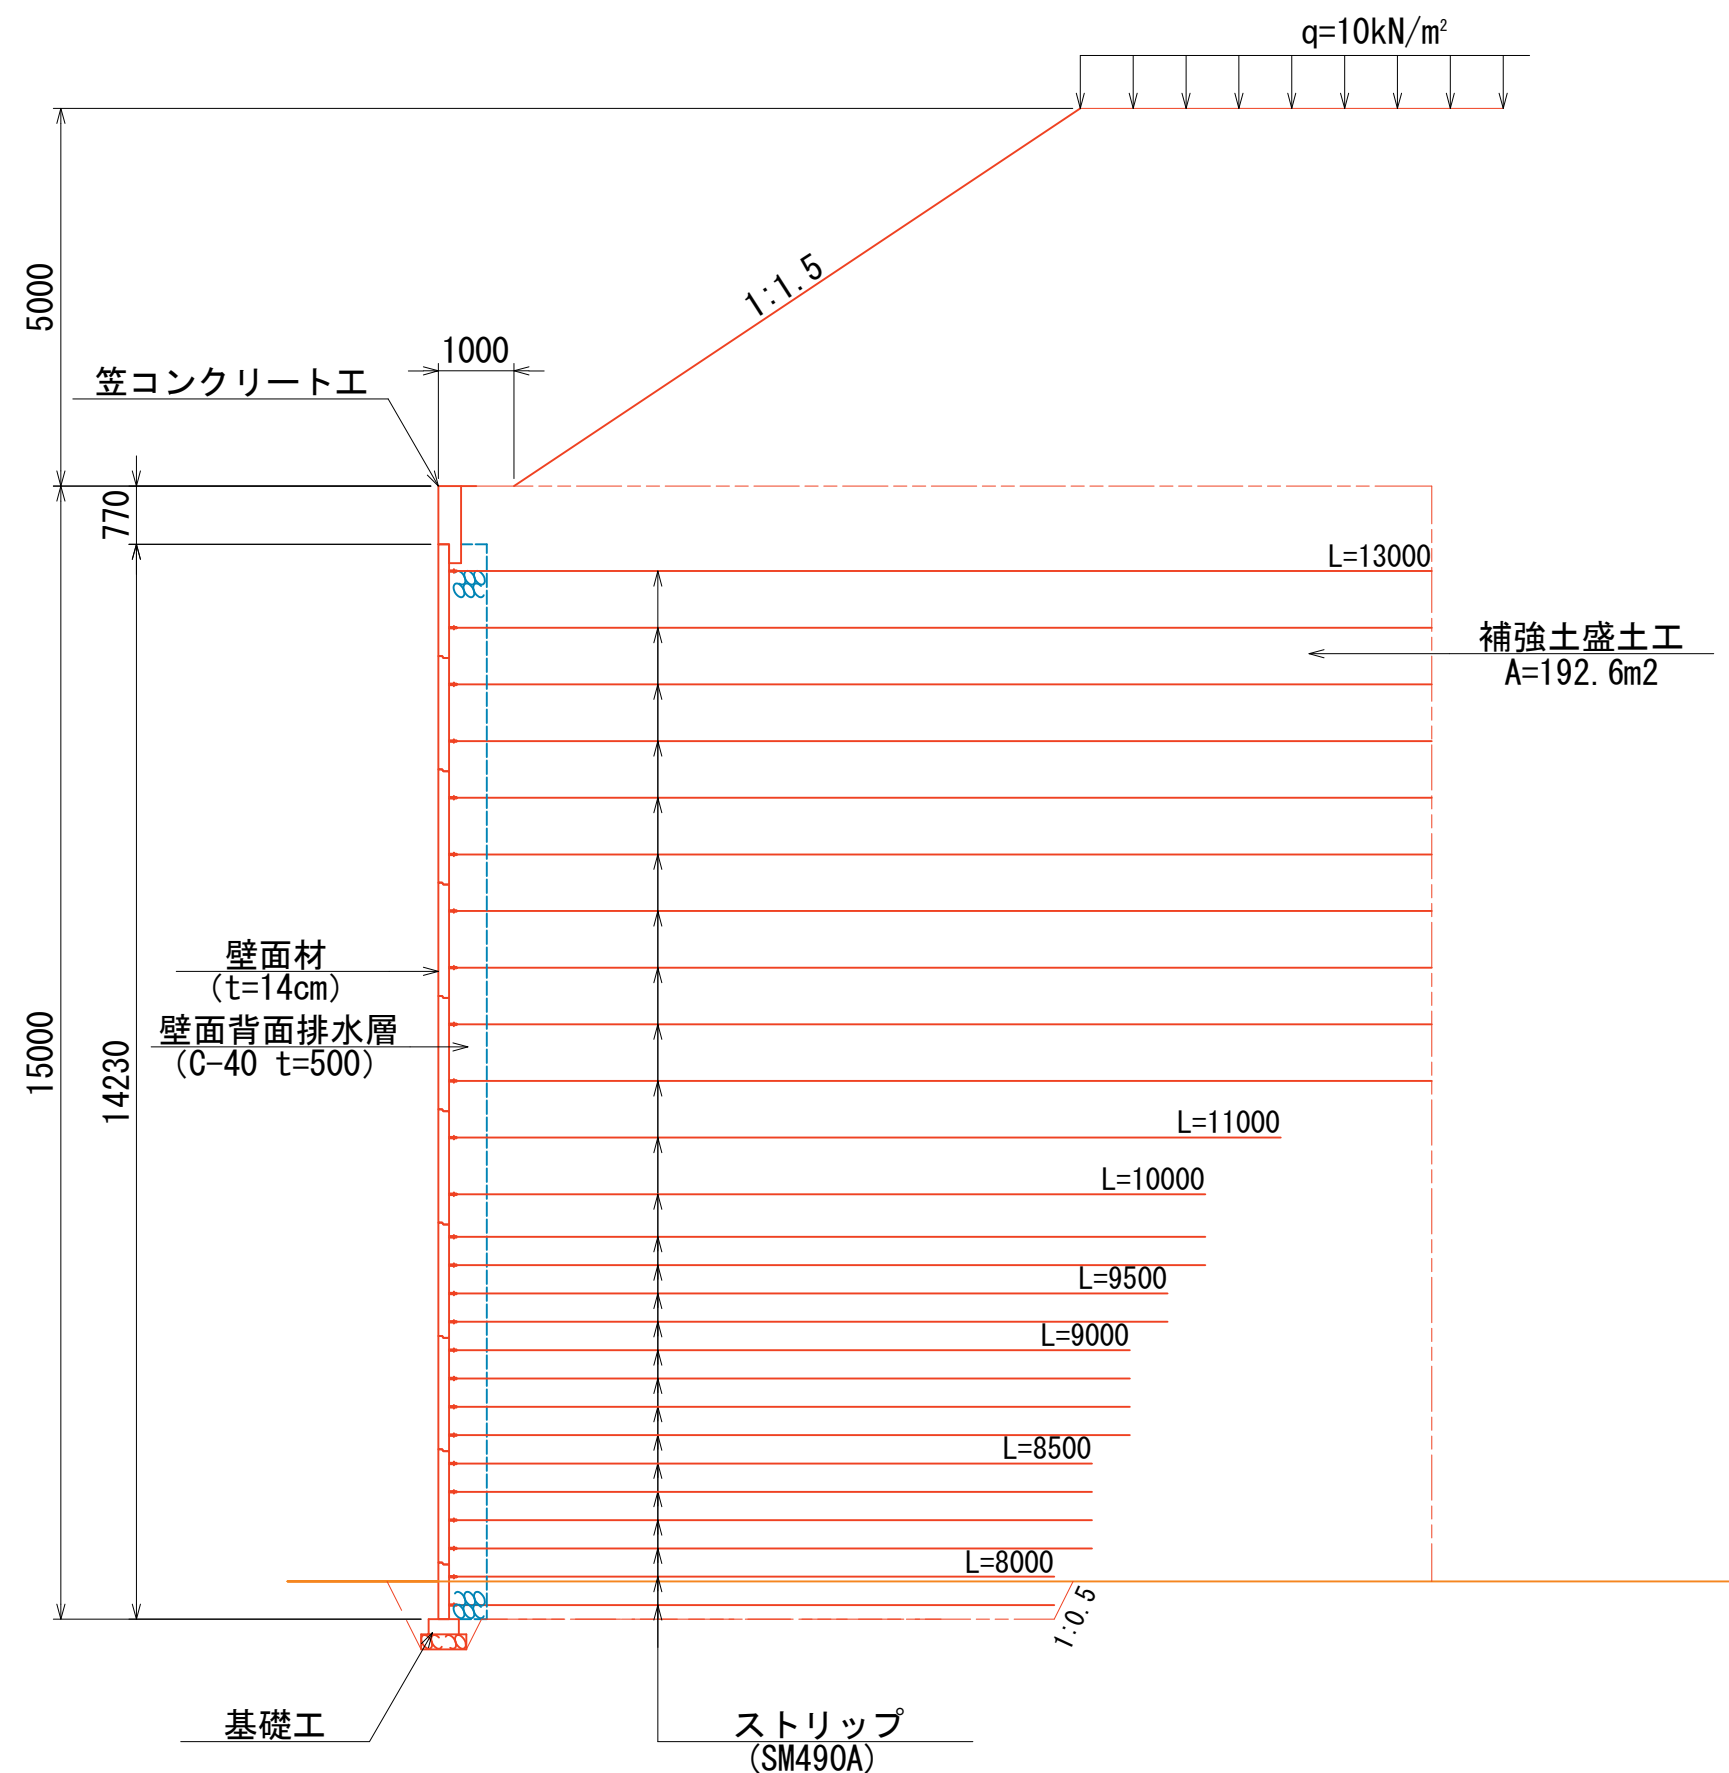 q=10kN/m²
5000
1:1.5
1000
笠コンクリート工
770
L=13000
補強土盛土工
A=192.6m2
壁面材
(t=14cm)
壁面背面排水層
(C-40 t=500)
15000
14230
L=11000
L=10000
L=9500
L=9000
L=8500
L=8000
1:0.5
基礎工
ストリップ
(SM490A)